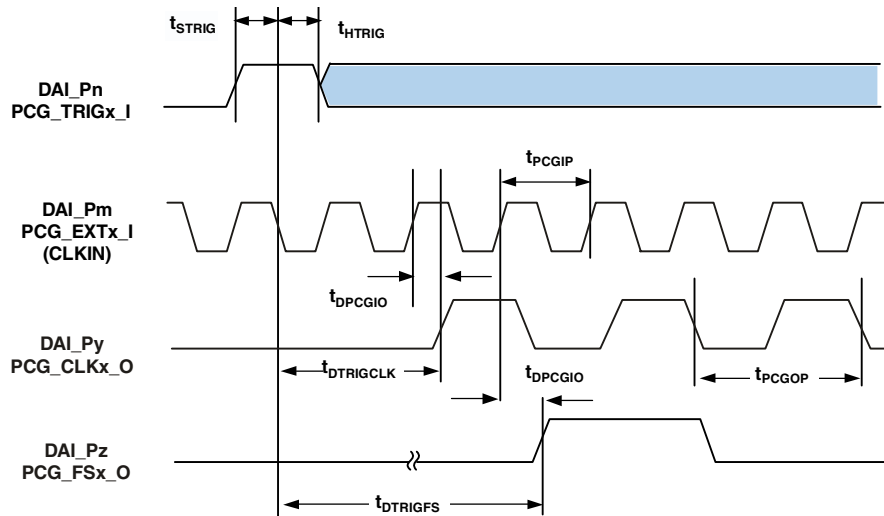 tSTRIG
tHTRIG
DAI_Pn
PCG_TRIGx_I
tPCGIP
DAI_Pm
PCG_EXTx_I
(CLKIN)
tDPCGIO
DAI_Py
PCG_CLKx_O
tDTRIGCLK
tDPCGIO
tPCGOP
DAI_Pz
PCG_FSx_O
tDTRIGFS